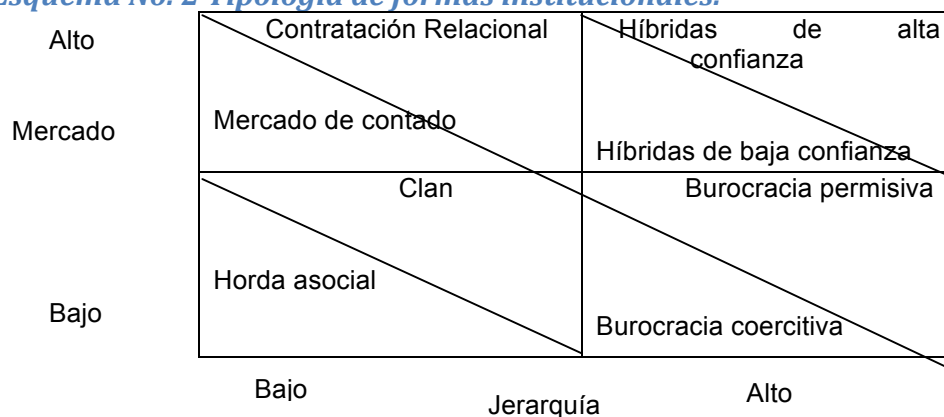 Esquema No. 2 Tipología de formas institucionales.
Alto
Contratación Relacional
Híbridas de alta
confianza
Mercado
Mercado de contado
Híbridas de baja confianza
Clan
Burocracia permisiva
Horda asocial
Bajo
Burocracia coercitiva
Bajo
Jerarquía
Alto